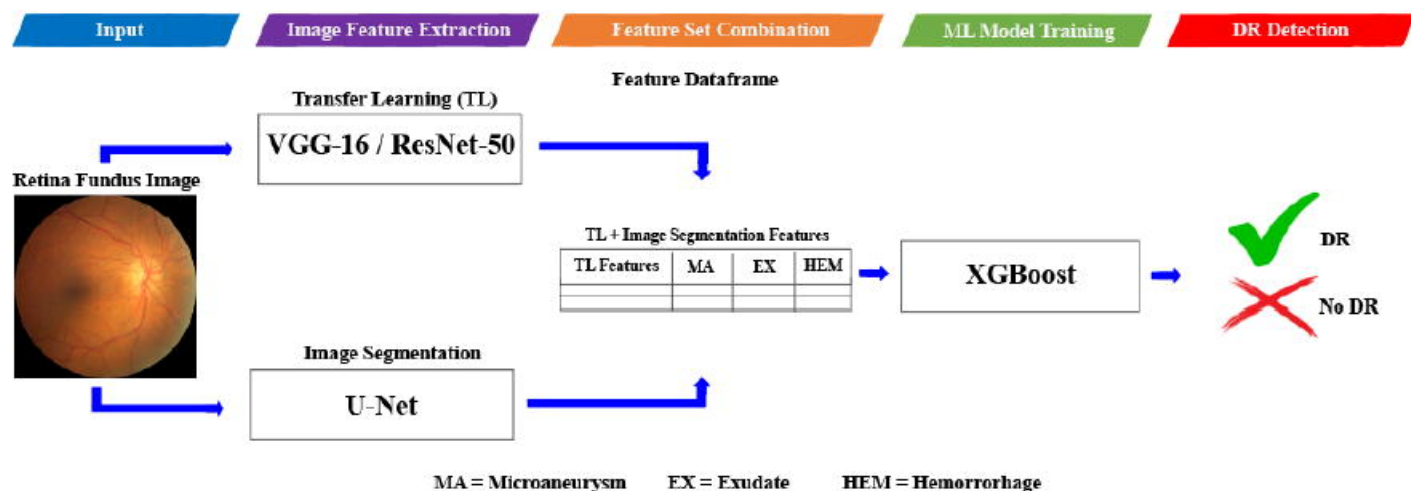 Input
Image Feature Extraction
Feature Set Combination
ML Model Training
DR Detection
Feature Dataframe
Transfer Learning (TL)
VGG-16 / ResNet-50
Retina Fundus Image
TL + Image Segmentation Features
TL Features MA EX HEM
XGBoost
DR
No DR
Image Segmentation
U-Net
MA = Microaneurysm EX = Exudate HEM = Hemorrorhage